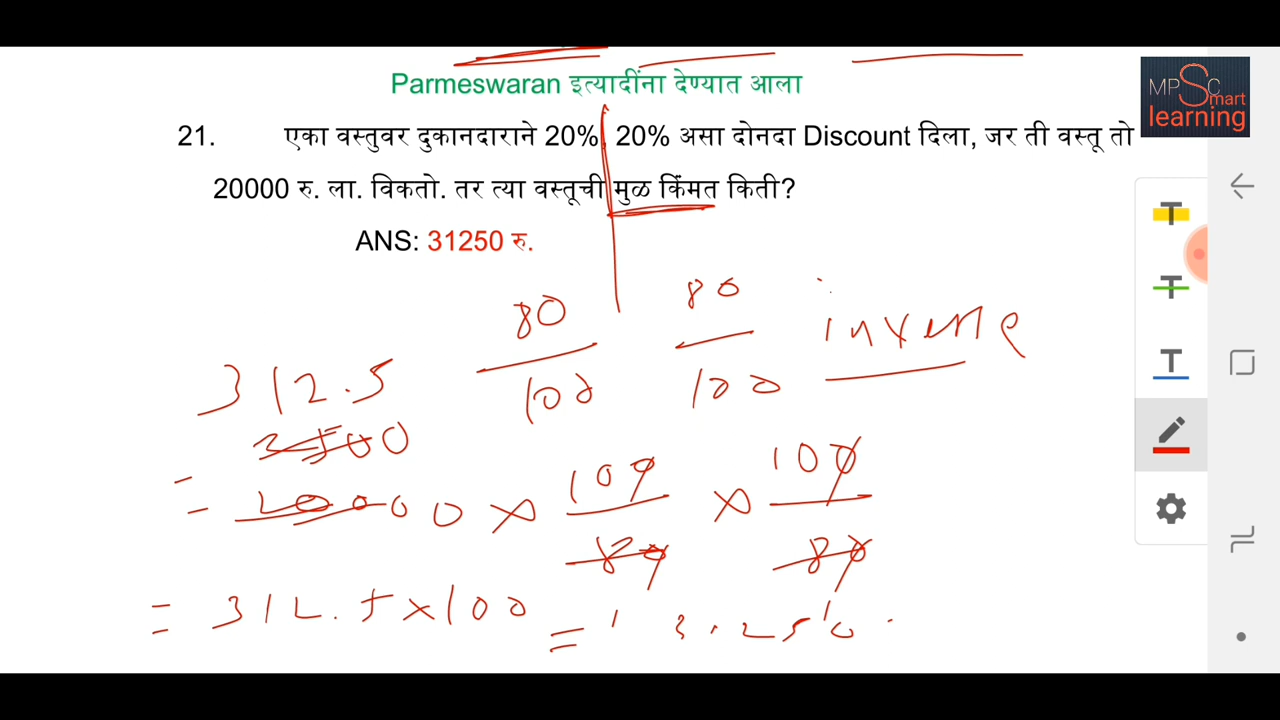 MPSC
Smart
learning
Parmeswaran इत्यादींना देण्यात आला
21. एका वस्तुवर दुकानदाराने 20%, 20% असा दोनदा Discount दिला, जर ती वस्तू तो
20000 रु. ला. विकतो. तर त्या वस्तूची मुळ किंमत किती?
ANS: 31250 रु.
80 80
100 100 inverse
312.5
2500
= 20000 × 100 × 100
80 80
= 312.5 × 100 = 31250
T
T
T